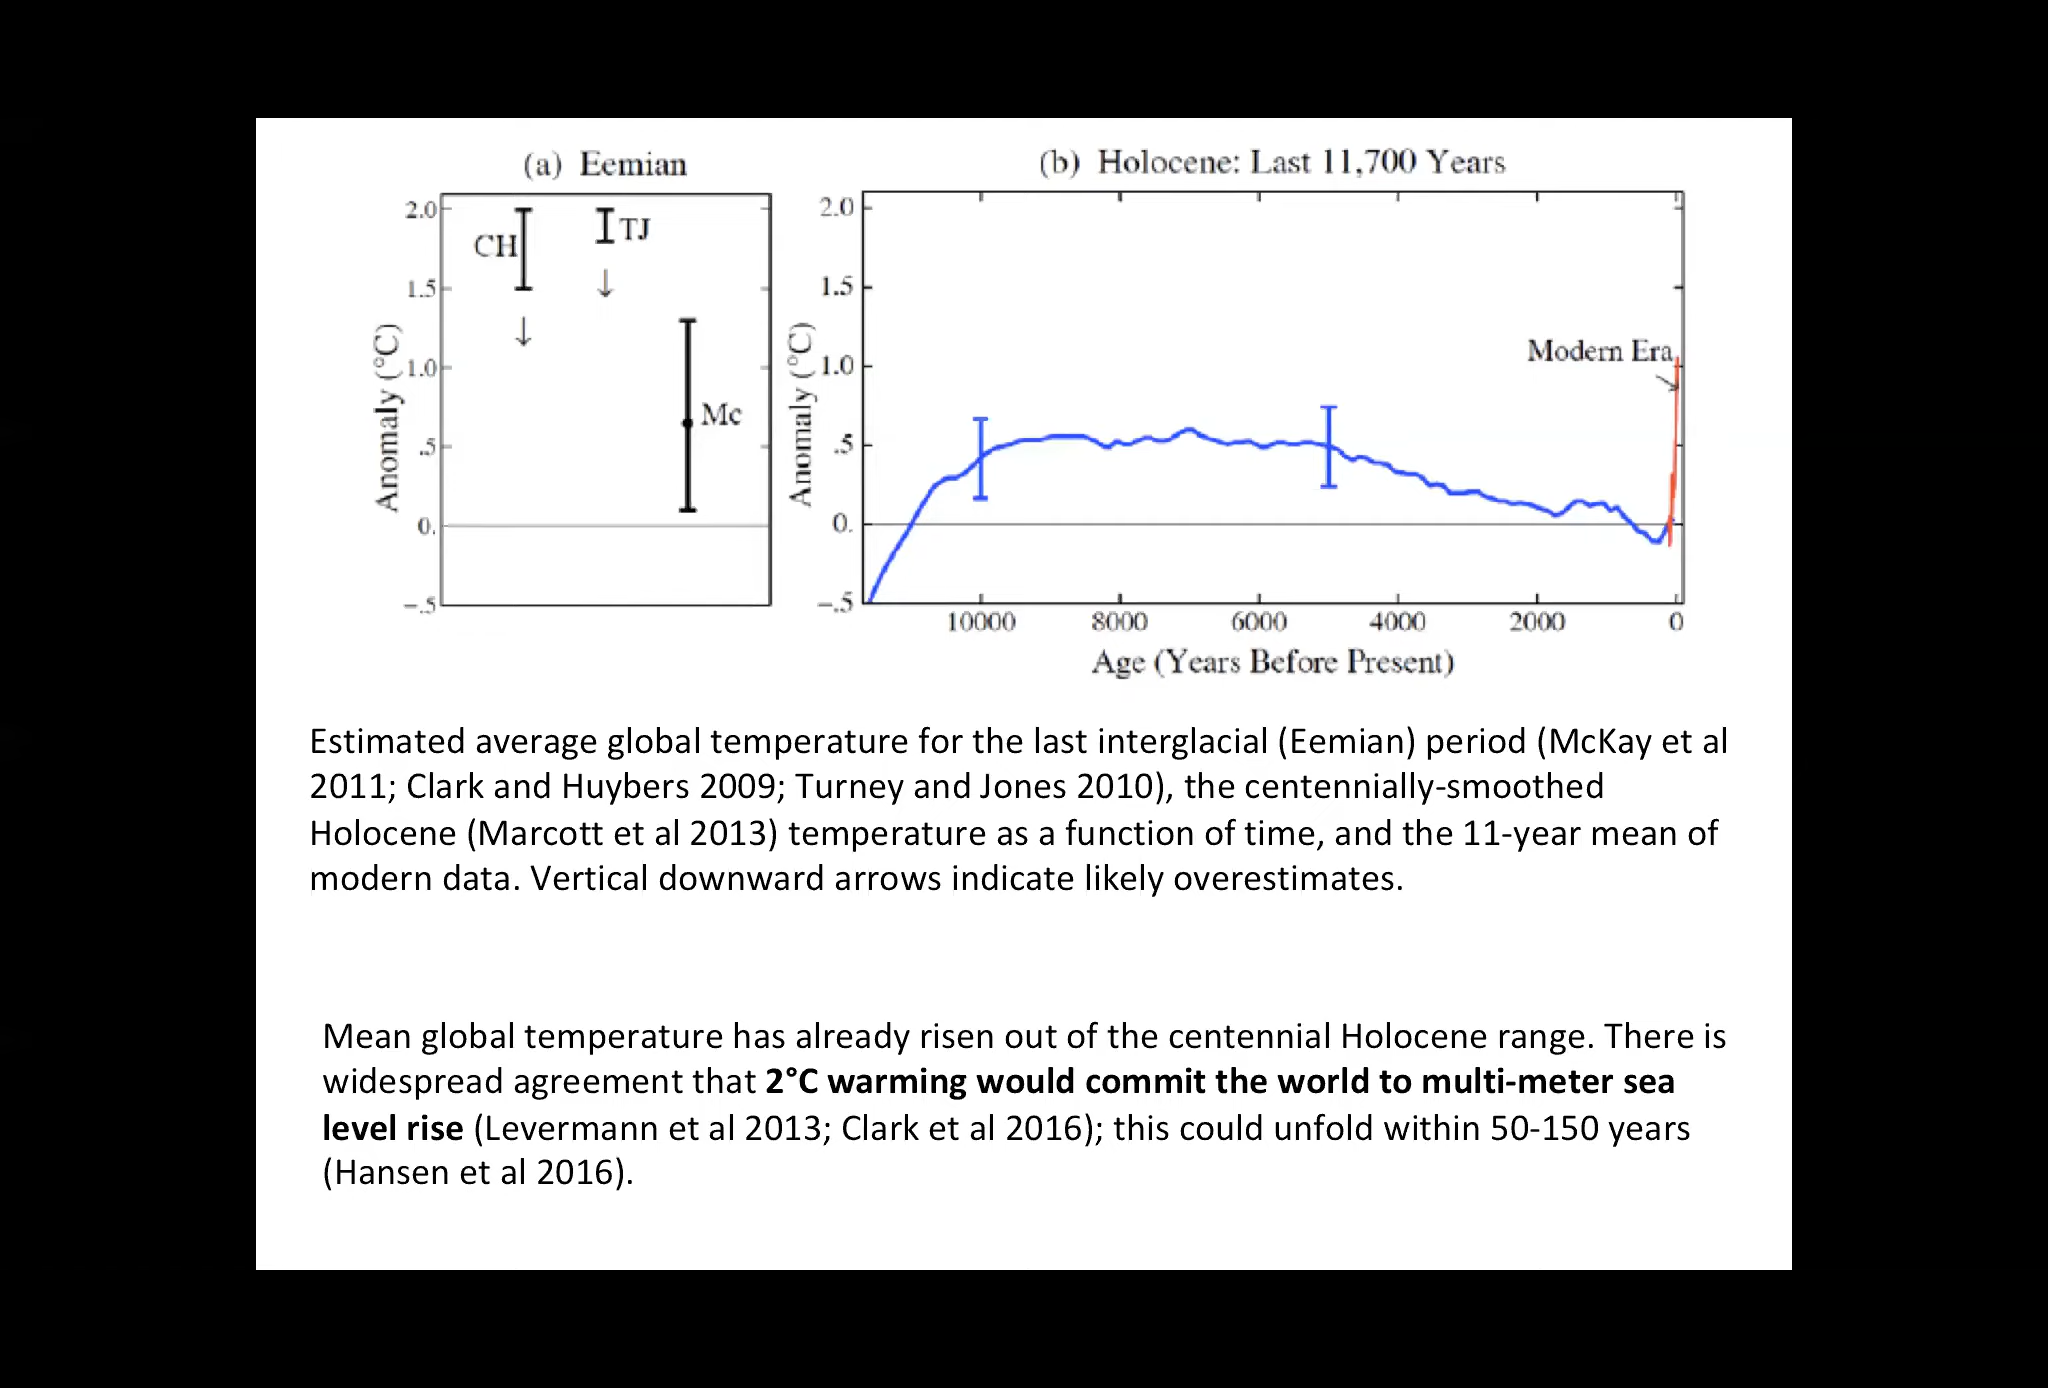 (a) Eemian
2.0
1.5
1.0
.5
0.
−.5
Anomaly (°C)
CH
TJ
Mc
(b) Holocene: Last 11,700 Years
2.0
1.5
1.0
.5
0.
−.5
Anomaly (°C)
Modern Era
10000 8000 6000 4000 2000 0
Age (Years Before Present)
Estimated average global temperature for the last interglacial (Eemian) period (McKay et al
2011; Clark and Huybers 2009; Turney and Jones 2010), the centennially-smoothed
Holocene (Marcott et al 2013) temperature as a function of time, and the 11-year mean of
modern data. Vertical downward arrows indicate likely overestimates.
Mean global temperature has already risen out of the centennial Holocene range. There is
widespread agreement that 2°C warming would commit the world to multi-meter sea
level rise (Levermann et al 2013; Clark et al 2016); this could unfold within 50-150 years
(Hansen et al 2016).